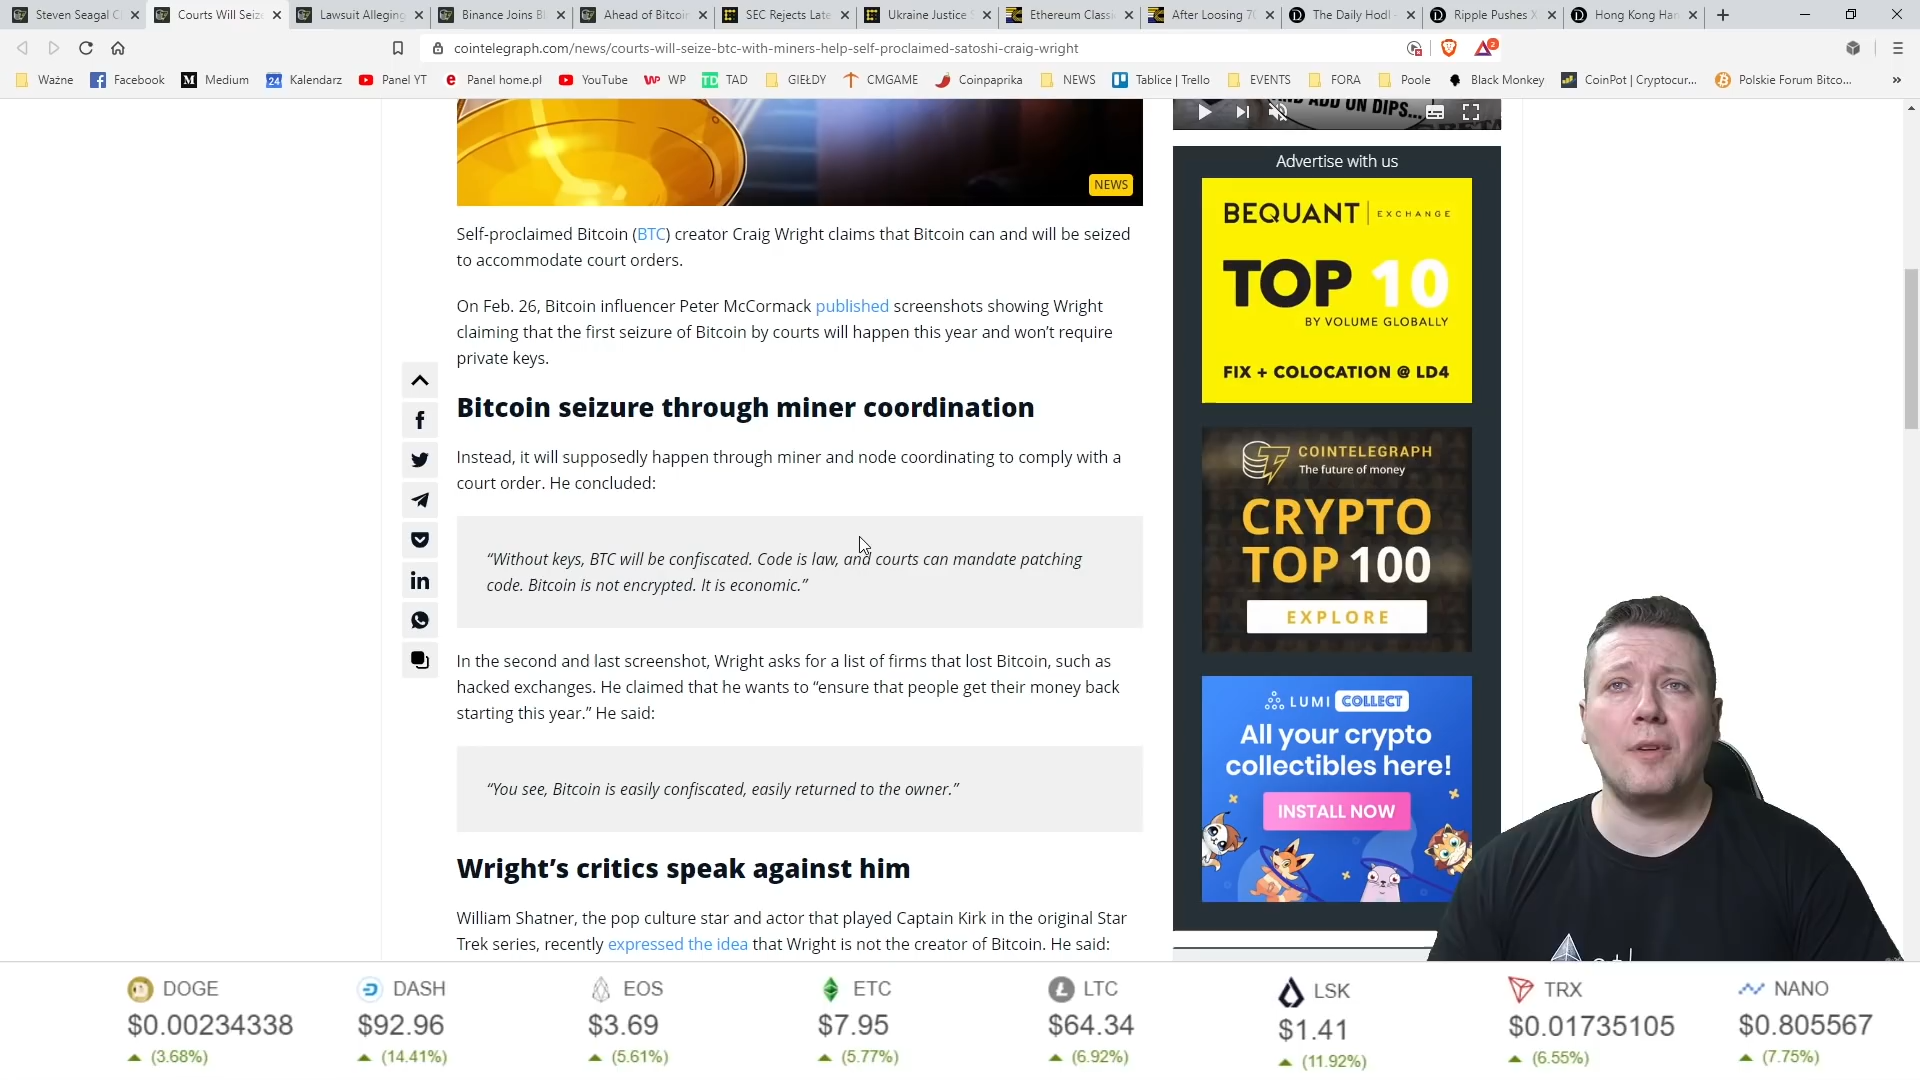 Steven Seagal C
Courts Will Seiz
Lawsuit Alleging
Binance Joins Bl
Ahead of Bitcoin
SEC Rejects Late
Ukraine Justice S
Ethereum Classi
After Loosing 70
The Daily Hodl -
Ripple Pushes X
Hong Kong Han
cointelegraph.com/news/courts-will-seize-btc-with-miners-help-self-proclaimed-satoshi-craig-wright
2
Ważne
Facebook
Medium
24
Kalendarz
Panel YT
Panel home.pl
YouTube
WP
TAD
GIEŁDY
CMGAME
Coinpaprika
NEWS
Tablice | Trello
EVENTS
FORA
Poole
Black Monkey
CoinPot | Cryptocur...
Polskie Forum Bitco...
»
NEWS
Self-proclaimed Bitcoin (BTC) creator Craig Wright claims that Bitcoin can and will be seized
to accommodate court orders.
On Feb. 26, Bitcoin influencer Peter McCormack published screenshots showing Wright
claiming that the first seizure of Bitcoin by courts will happen this year and won’t require
private keys.
Bitcoin seizure through miner coordination
Instead, it will supposedly happen through miner and node coordinating to comply with a
court order. He concluded:
“Without keys, BTC will be confiscated. Code is law, and courts can mandate patching
code. Bitcoin is not encrypted. It is economic.”
In the second and last screenshot, Wright asks for a list of firms that lost Bitcoin, such as
hacked exchanges. He claimed that he wants to “ensure that people get their money back
starting this year.” He said:
“You see, Bitcoin is easily confiscated, easily returned to the owner.”
Wright’s critics speak against him
William Shatner, the pop culture star and actor that played Captain Kirk in the original Star
Trek series, recently expressed the idea that Wright is not the creator of Bitcoin. He said:
ADD ON DIPS...
Advertise with us
BEQUANT | EXCHANGE
TOP 10
BY VOLUME GLOBALLY
FIX + COLOCATION @ LD4
COINTELEGRAPH
The future of money
CRYPTO
TOP 100
EXPLORE
LUMI COLLECT
All your crypto
collectibles here!
INSTALL NOW
DOGE
$0.00234338
(3.68%)
DASH
$92.96
(14.41%)
EOS
$3.69
(5.61%)
ETC
$7.95
(5.77%)
LTC
$64.34
(6.92%)
LSK
$1.41
(11.92%)
TRX
$0.01735105
(6.55%)
NANO
$0.805567
(7.75%)